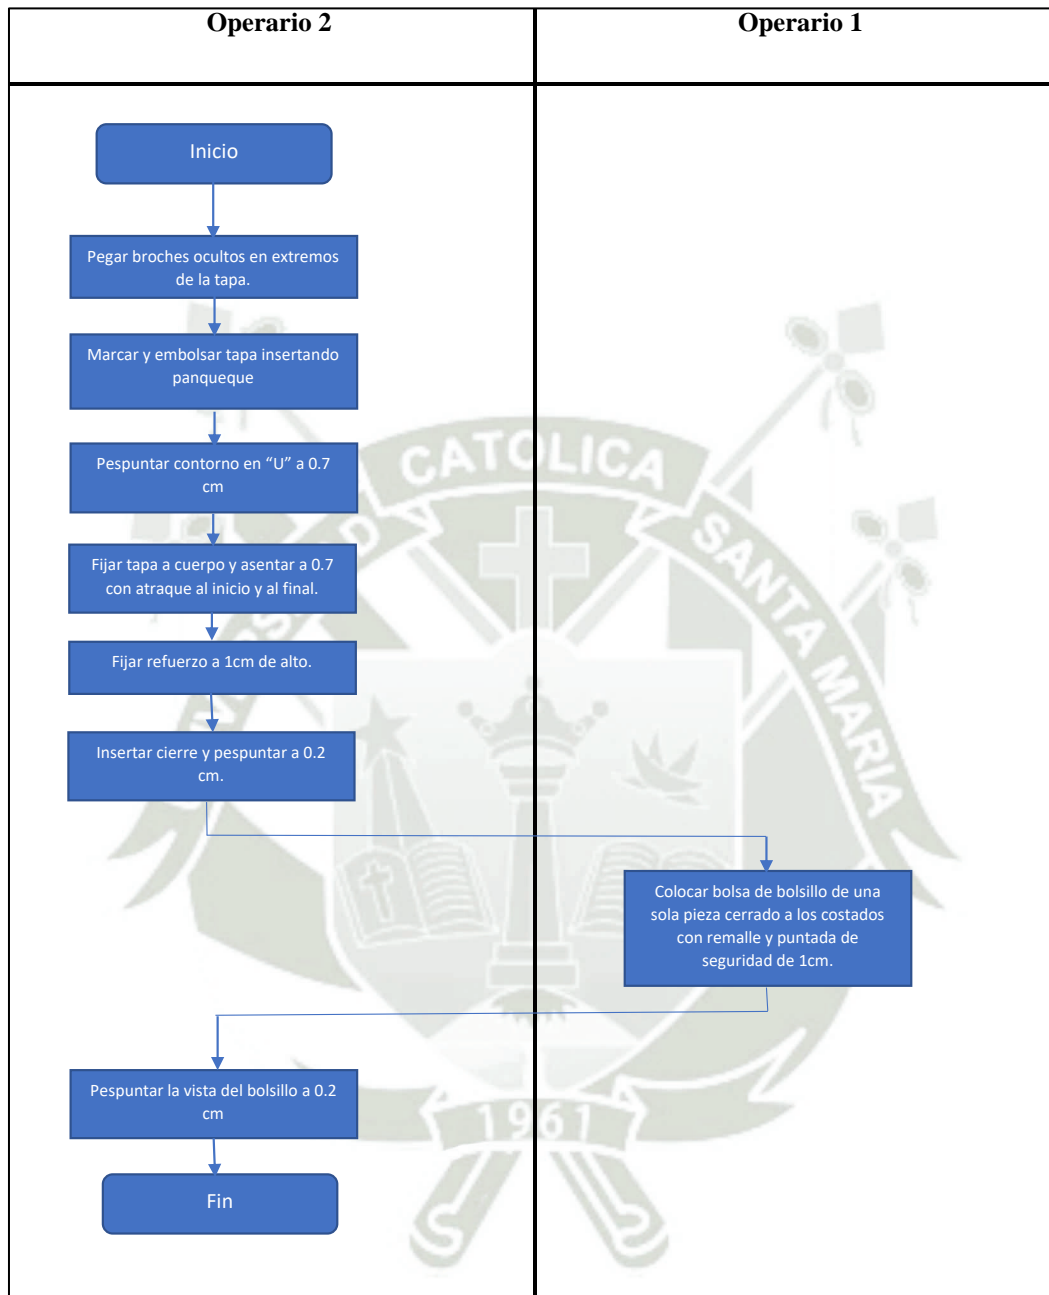 Operario 2
Operario 1
Inicio
Pegar broches ocultos en extremos
de la tapa.
Marcar y embolsar tapa insertando
panqueque
Pespuntar contorno en “U” a 0.7
cm
Fijar tapa a cuerpo y asentar a 0.7
con atraque al inicio y al final.
Fijar refuerzo a 1cm de alto.
Insertar cierre y pespuntar a 0.2
cm.
Colocar bolsa de bolsillo de una
sola pieza cerrado a los costados
con remalle y puntada de
seguridad de 1cm.
Pespuntar la vista del bolsillo a 0.2
cm
Fin
CATOLICA
SANTA MARIA
1961